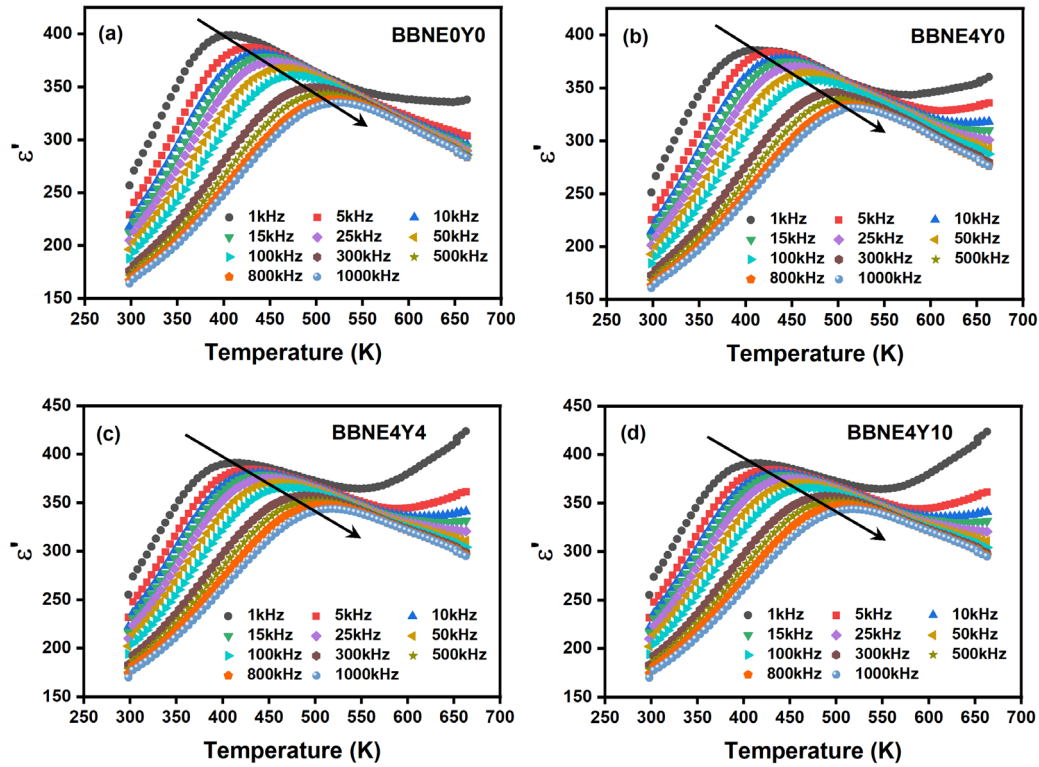 (a) BBNE0Y0
400
350
300
250
200
150
ε'
1kHz 5kHz 10kHz
15kHz 25kHz 50kHz
100kHz 300kHz 500kHz
800kHz 1000kHz
300 350 400 450 500 550 600 650 700
Temperature (K)
(b) BBNE4Y0
400
350
300
250
200
150
ε'
1kHz 5kHz 10kHz
15kHz 25kHz 50kHz
100kHz 300kHz 500kHz
800kHz 1000kHz
300 350 400 450 500 550 600 650 700
Temperature (K)
(c) BBNE4Y4
450
400
350
300
250
200
150
ε'
1kHz 5kHz 10kHz
15kHz 25kHz 50kHz
100kHz 300kHz 500kHz
800kHz 1000kHz
300 350 400 450 500 550 600 650 700
Temperature (K)
(d) BBNE4Y10
450
400
350
300
250
200
150
ε'
1kHz 5kHz 10kHz
15kHz 25kHz 50kHz
100kHz 300kHz 500kHz
800kHz 1000kHz
300 350 400 450 500 550 600 650 700
Temperature (K)